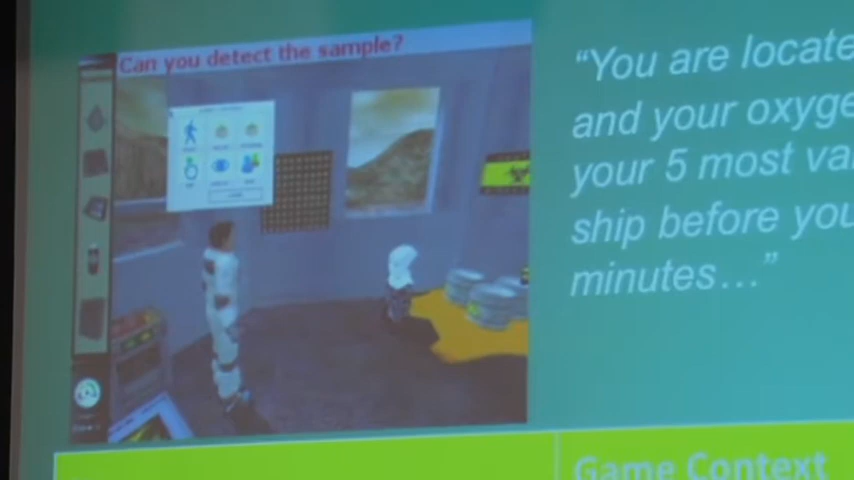 Can you detect the sample?
"You are locate
and your oxyge
your 5 most va
ship before you
minutes…"
Game Context